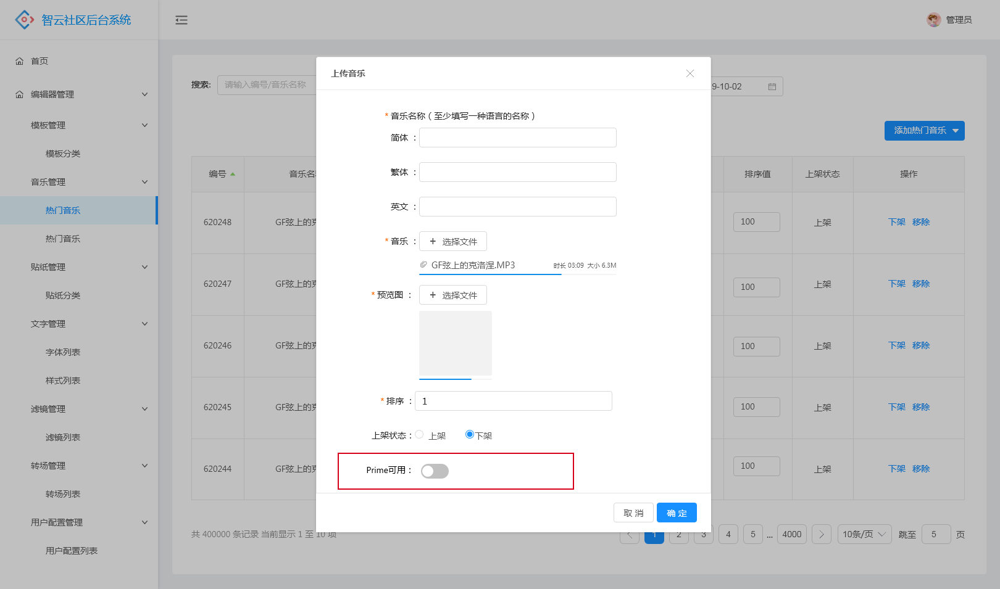 智云社区后台系统
管理员
首页
编辑器管理
模板管理
模板分类
音乐管理
热门音乐
热门音乐
贴纸管理
贴纸分类
文字管理
字体列表
样式列表
滤镜管理
滤镜列表
转场管理
转场列表
用户配置管理
用户配置列表
搜索: 请输入编号/音乐名称
9-10-02
添加热门音乐
编号 音乐名 排序值 上架状态 操作
620248 GF弦上的克 100 上架 下架 移除
620247 GF弦上的克 100 上架 下架 移除
620246 GF弦上的克 100 上架 下架 移除
620245 GF弦上的克 100 上架 下架 移除
620244 GF弦上的克 100 上架 下架 移除
共 400000 条记录 当前显示 1 至 10 项
1 2 3 4 5 ... 4000 10条/页 跳至 5 页
上传音乐
*音乐名称（至少填写一种语言的名称）
简体 :
繁体 :
英文 :
*音乐 : + 选择文件
GF弦上的克洛涅.MP3 时长 03:09 大小 6.3M
*预览图 : + 选择文件
*排序 : 1
上架状态 : 上架 下架
Prime可用：
取 消 确 定